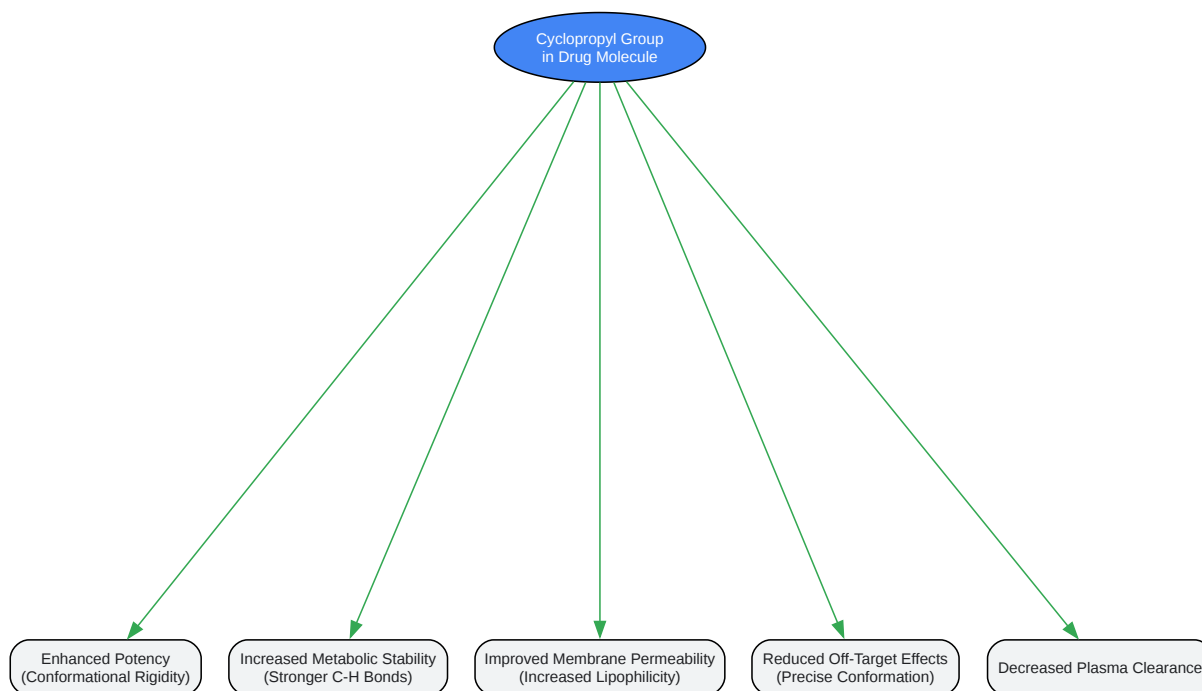 Cyclopropyl Group
in Drug Molecule
Enhanced Potency
(Conformational Rigidity)
Increased Metabolic Stability
(Stronger C-H Bonds)
Improved Membrane Permeability
(Increased Lipophilicity)
Reduced Off-Target Effects
(Precise Conformation)
Decreased Plasma Clearance